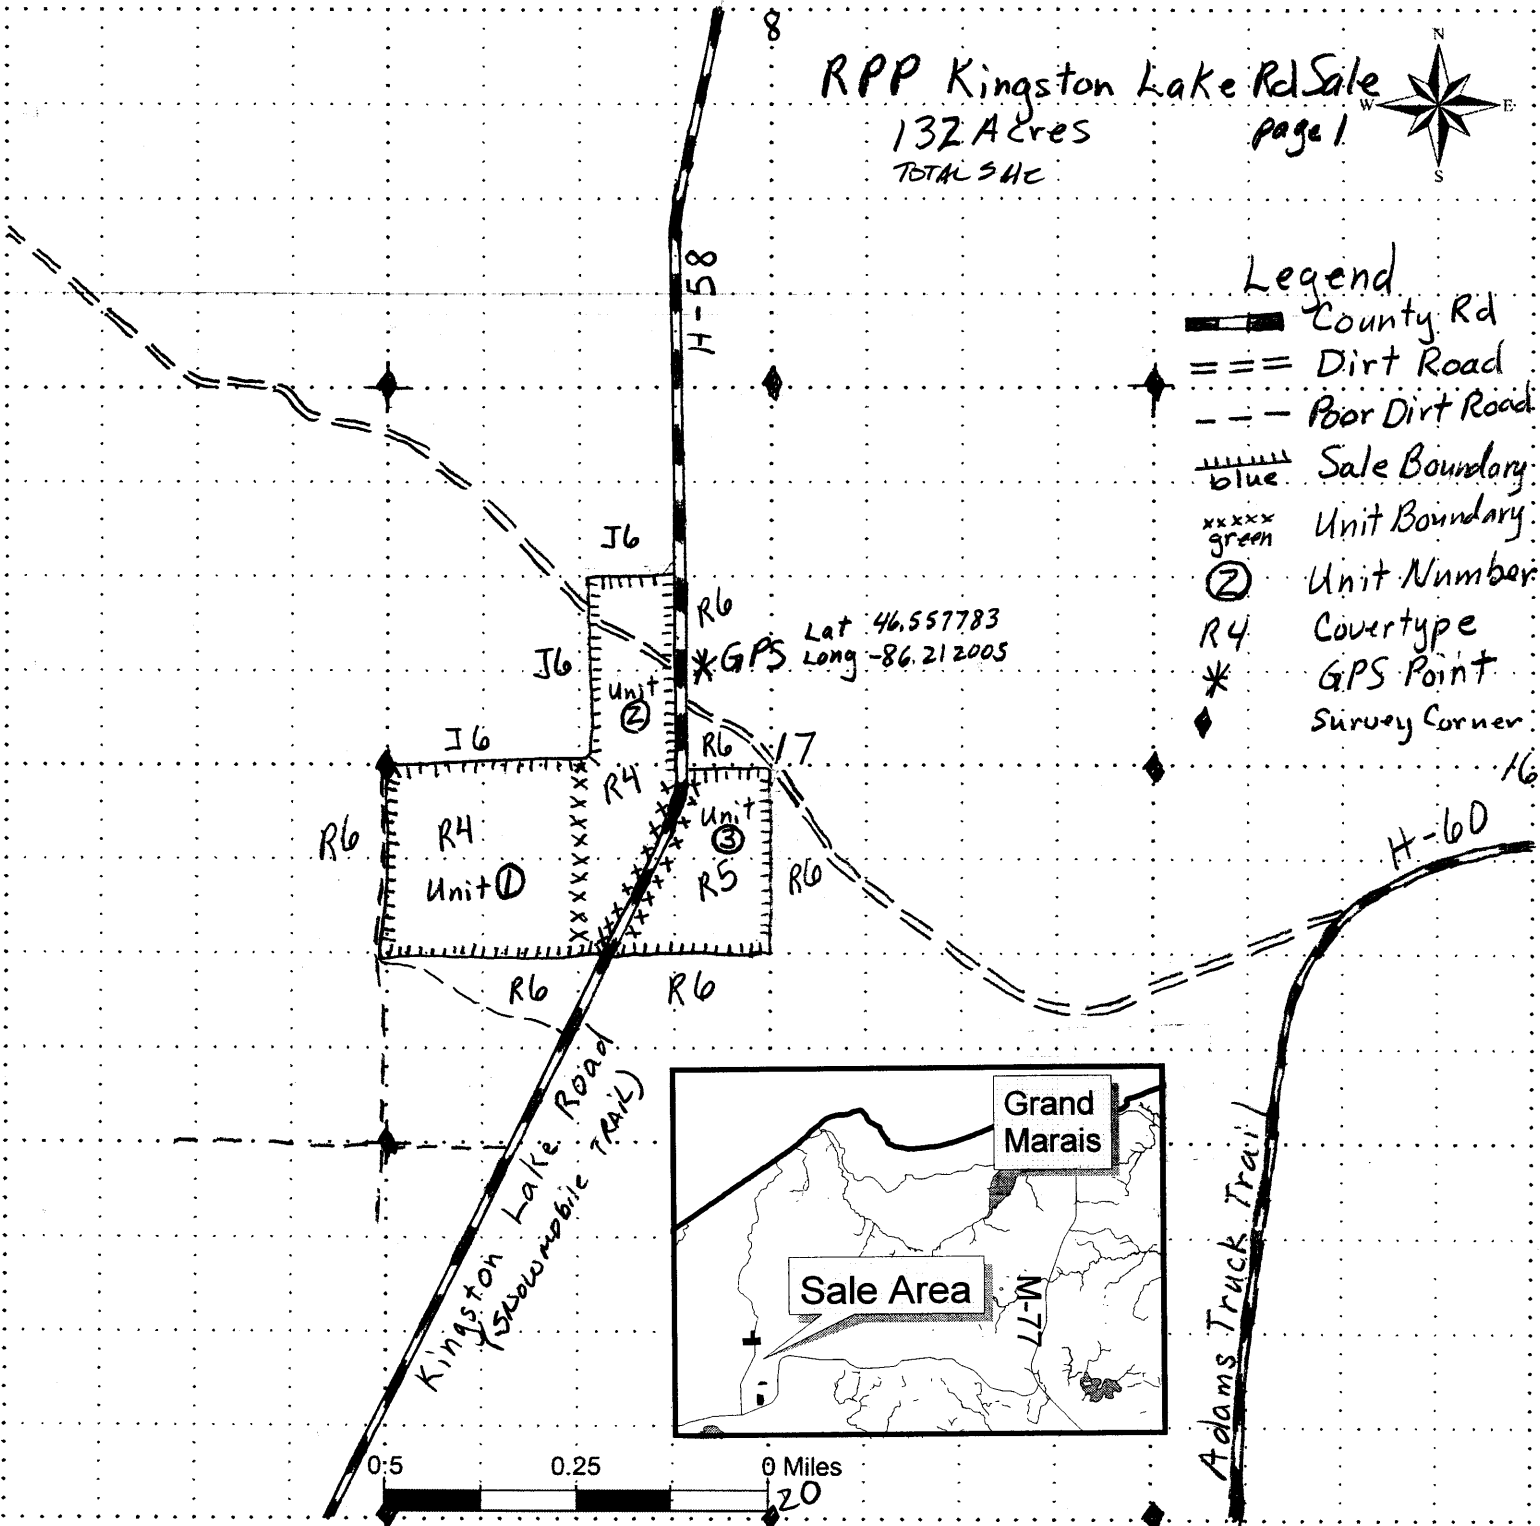 8
RPP Kingston Lake Rd Sale
132 Acres
page 1
TOTAL SALE
N
W
E
S
H-58
Legend
County Rd
Dirt Road
Poor Dirt Road
blue Sale Boundary
xxxxx
green Unit Boundary
② Unit Number
R4 Covertype
GPS Point
Survey Corner
J6
R6
Lat 46.557783
GPS Long -86.212005
J6
Unit
②
R6
17
J6
16
R4
Unit
③
R6
R4
Unit ①
R5
R6
H-60
R6
R6
Kingston Lake Road
(SNOWMOBILE TRAIL)
Grand
Marais
Sale Area
M-77
Adams Truck Trail
0.5 0.25 0 Miles
20